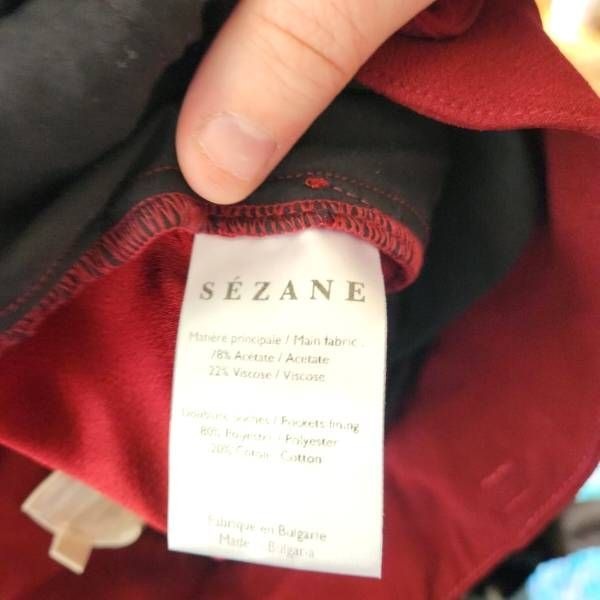 SÉZANE
Matière principale / Main fabric :
78% Acetate / Acetate
22% Viscose / Viscose
Doublure poches / Pockets lining
80% Polyester / Polyester
20% Coton / Cotton
Fabriqué en Bulgarie
Made in Bulgaria